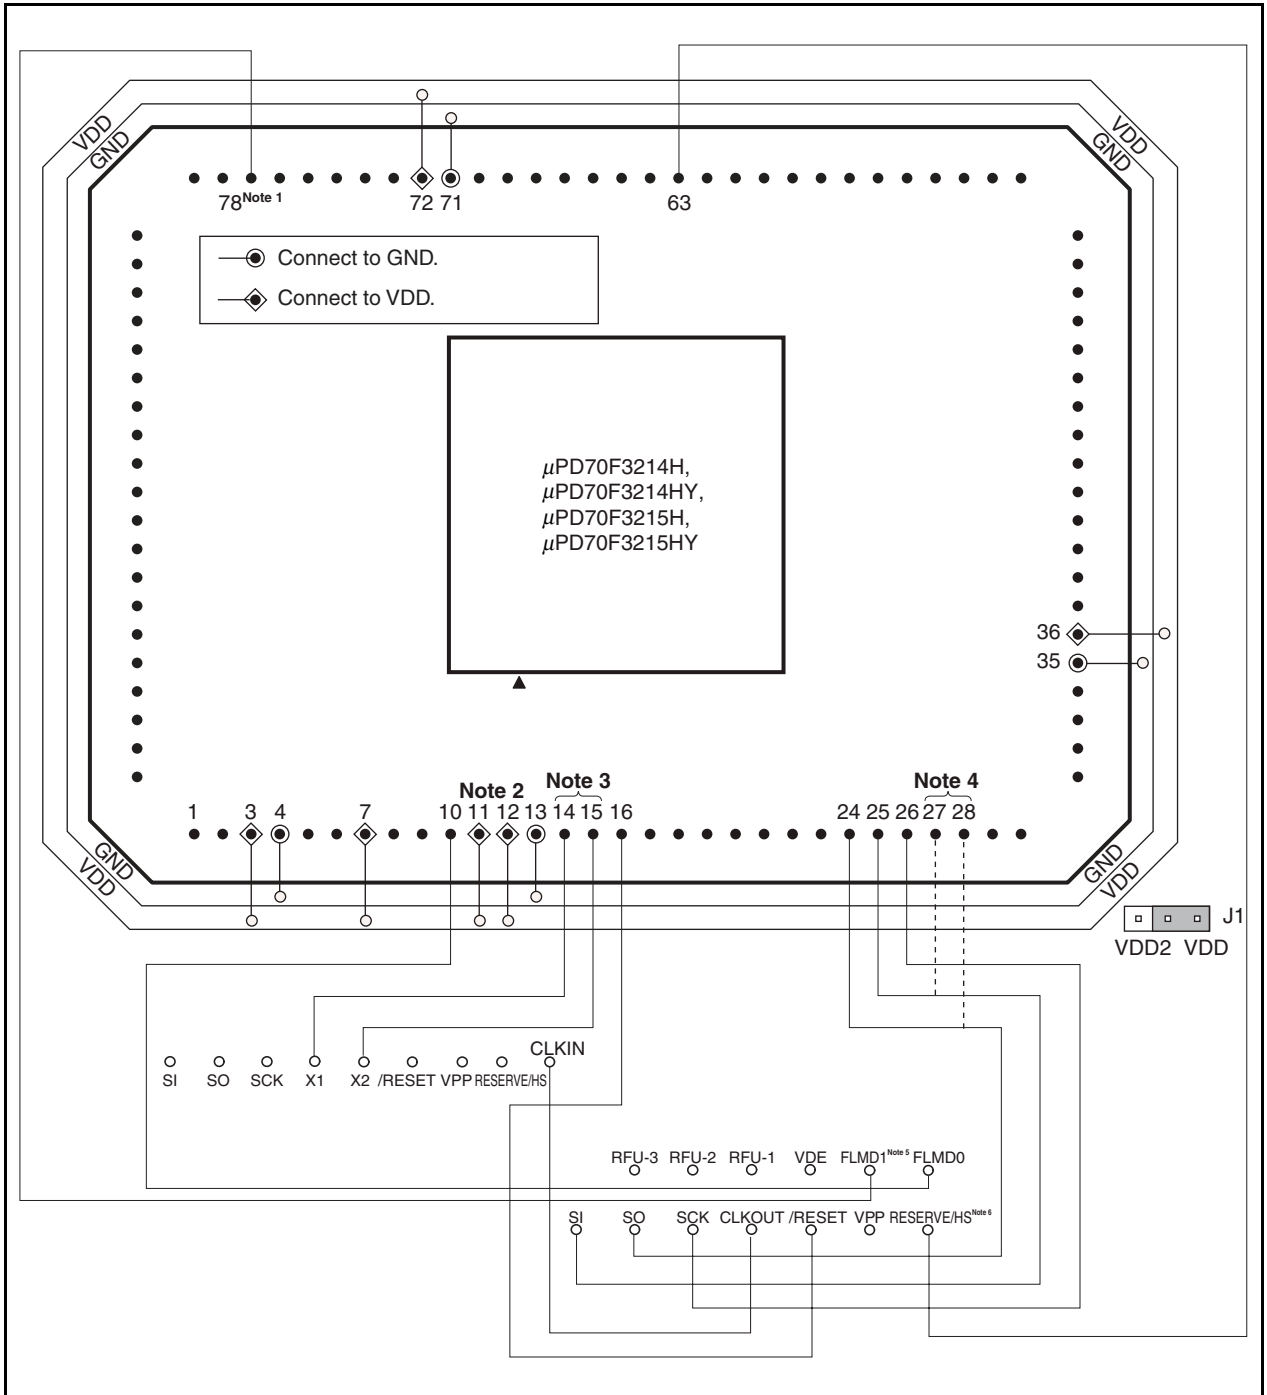 VDD
GND
VDD
GND
78Note 1
72 71
63
Connect to GND.
Connect to VDD.
μPD70F3214H,
μPD70F3214HY,
μPD70F3215H,
μPD70F3215HY
36
35
Note 2
Note 3
Note 4
1 3 4 7 10 11 12 13 14 15 16 24 25 26 27 28
GND
VDD
GND
VDD
J1
VDD2 VDD
CLKIN
SI SO SCK X1 X2 /RESET VPP RESERVE/HS
RFU-3 RFU-2 RFU-1 VDE FLMD1Note 5 FLMD0
SI SO SCK CLKOUT /RESET VPP RESERVE/HSNote 6